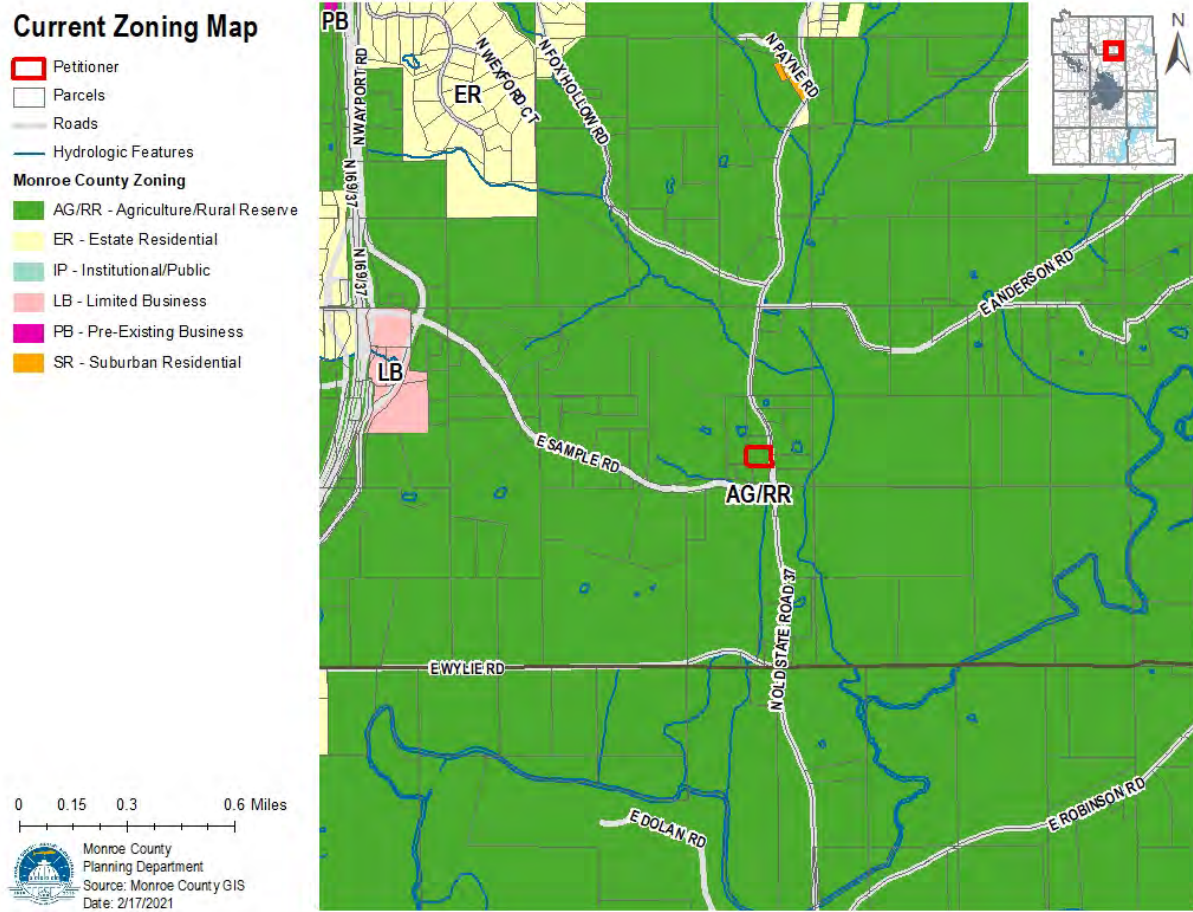 Current Zoning Map
Petitioner
Parcels
Roads
Hydrologic Features
Monroe County Zoning
AG/RR - Agriculture/Rural Reserve
ER - Estate Residential
IP - Institutional/Public
LB - Limited Business
PB - Pre-Existing Business
SR - Suburban Residential
0 0.15 0.3 0.6 Miles
Monroe County
Planning Department
Source: Monroe County GIS
Date: 2/17/2021
PB
N WAYPORT RD
N I69/37
N I69/37
ER
N WEXFORD CT
N FOX HOLLOW RD
N PAYNE RD
N
E ANDERSON RD
LB
E SAMPLE RD
AG/RR
N OLD STATE ROAD 37
E WYLIE RD
E DOLAN RD
E ROBINSON RD